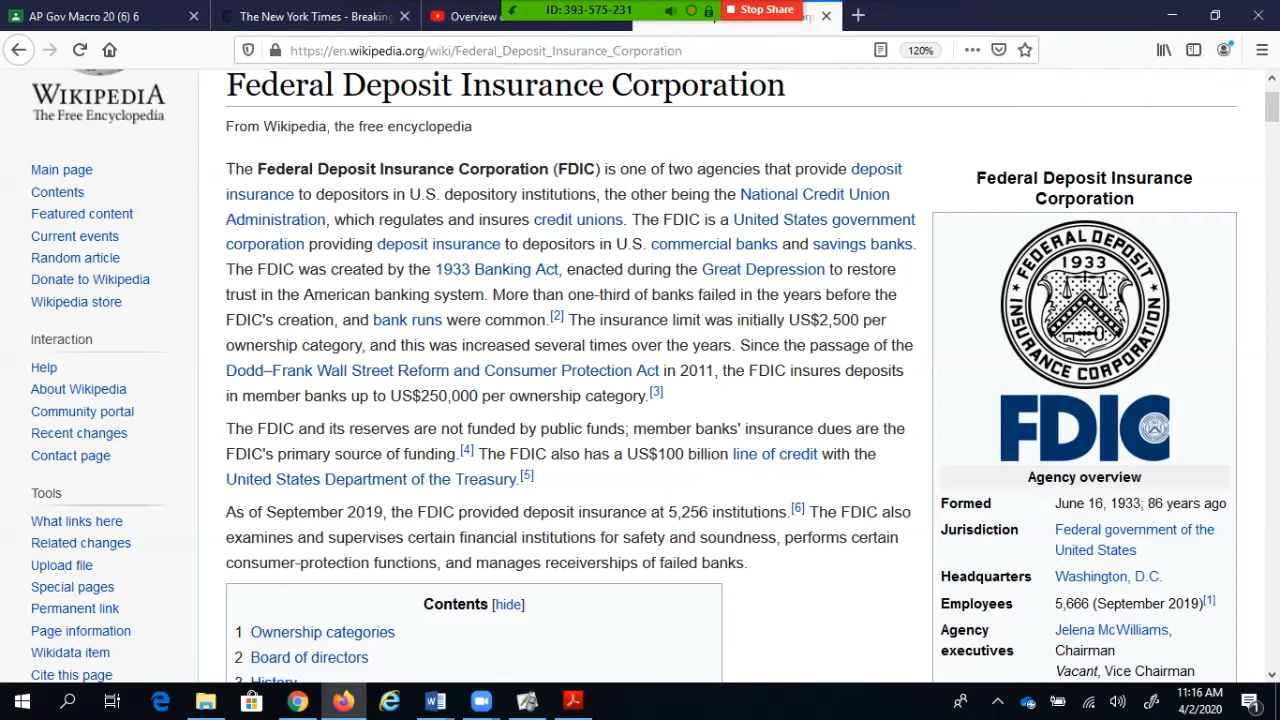 AP Gov Macro 20 (6) 6
The New York Times - Breaking
Overview o
ID: 393-575-231
Stop Share
https://en.wikipedia.org/wiki/Federal_Deposit_Insurance_Corporation
120%
WIKIPEDIA
The Free Encyclopedia
Main page
Contents
Featured content
Current events
Random article
Donate to Wikipedia
Wikipedia store
Interaction
Help
About Wikipedia
Community portal
Recent changes
Contact page
Tools
What links here
Related changes
Upload file
Special pages
Permanent link
Page information
Wikidata item
Cite this page
Federal Deposit Insurance Corporation
From Wikipedia, the free encyclopedia
The Federal Deposit Insurance Corporation (FDIC) is one of two agencies that provide deposit
insurance to depositors in U.S. depository institutions, the other being the National Credit Union
Administration, which regulates and insures credit unions. The FDIC is a United States government
corporation providing deposit insurance to depositors in U.S. commercial banks and savings banks.
The FDIC was created by the 1933 Banking Act, enacted during the Great Depression to restore
trust in the American banking system. More than one-third of banks failed in the years before the
FDIC's creation, and bank runs were common.[2] The insurance limit was initially US$2,500 per
ownership category, and this was increased several times over the years. Since the passage of the
Dodd–Frank Wall Street Reform and Consumer Protection Act in 2011, the FDIC insures deposits
in member banks up to US$250,000 per ownership category.[3]
The FDIC and its reserves are not funded by public funds; member banks' insurance dues are the
FDIC's primary source of funding.[4] The FDIC also has a US$100 billion line of credit with the
United States Department of the Treasury.[5]
As of September 2019, the FDIC provided deposit insurance at 5,256 institutions.[6] The FDIC also
examines and supervises certain financial institutions for safety and soundness, performs certain
consumer-protection functions, and manages receiverships of failed banks.
Contents [hide]
1 Ownership categories
2 Board of directors
3 History
Federal Deposit Insurance
Corporation
FEDERAL DEPOSIT
1933
INSURANCE CORPORATION
FDIC
Agency overview
Formed June 16, 1933; 86 years ago
Jurisdiction Federal government of the
United States
Headquarters Washington, D.C.
Employees 5,666 (September 2019)[1]
Agency Jelena McWilliams,
executives Chairman
Vacant, Vice Chairman
11:16 AM
4/2/2020
1